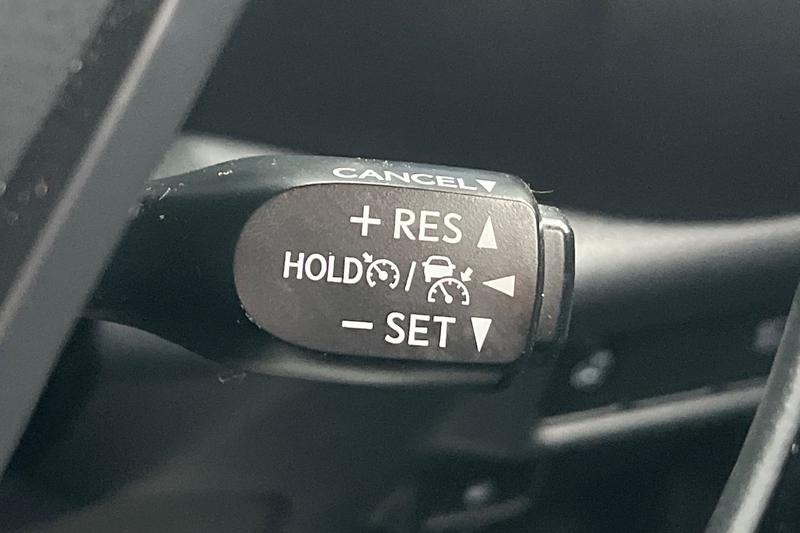 CANCEL▼
+ RES ▲
HOLD / ◀
− SET ▼